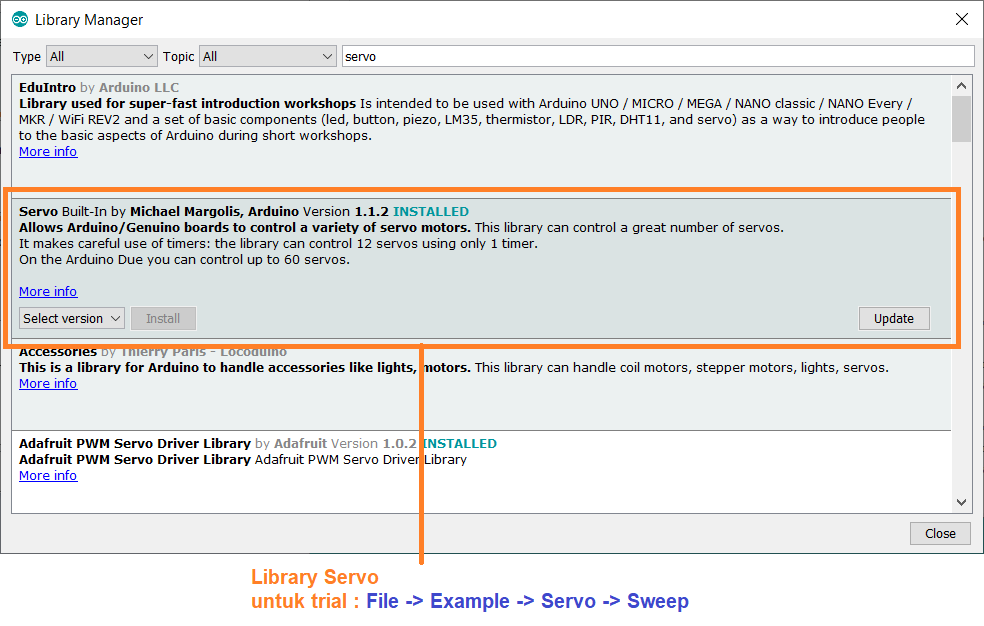 Library Manager
Type All Topic All servo
EduIntro by Arduino LLC
Library used for super-fast introduction workshops Is intended to be used with Arduino UNO / MICRO / MEGA / NANO classic / NANO Every /
MKR / WiFi REV2 and a set of basic components (led, button, piezo, LM35, thermistor, LDR, PIR, DHT11, and servo) as a way to introduce people
to the basic aspects of Arduino during short workshops.
More info
Servo Built-In by Michael Margolis, Arduino Version 1.1.2 INSTALLED
Allows Arduino/Genuino boards to control a variety of servo motors. This library can control a great number of servos.
It makes careful use of timers: the library can control 12 servos using only 1 timer.
On the Arduino Due you can control up to 60 servos.
More info
Select version Install Update
Accessories by Thierry Paris - Locoduino
This is a library for Arduino to handle accessories like lights, motors. This library can handle coil motors, stepper motors, lights, servos.
More info
Adafruit PWM Servo Driver Library by Adafruit Version 1.0.2 INSTALLED
Adafruit PWM Servo Driver Library Adafruit PWM Servo Driver Library
More info
Close
Library Servo
untuk trial : File -> Example -> Servo -> Sweep